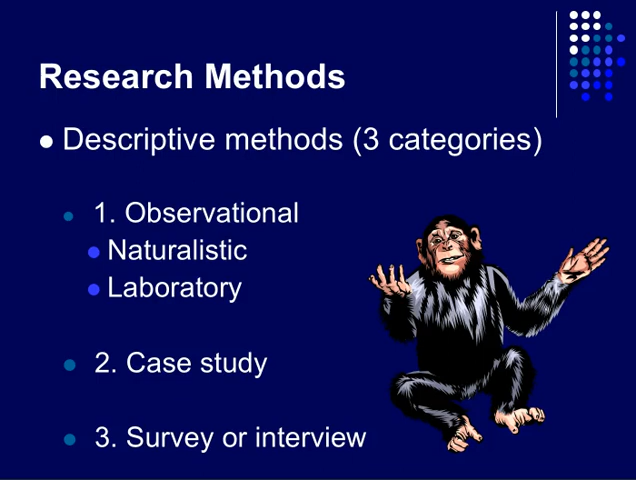 Research Methods
Descriptive methods (3 categories)
1. Observational
Naturalistic
Laboratory
2. Case study
3. Survey or interview